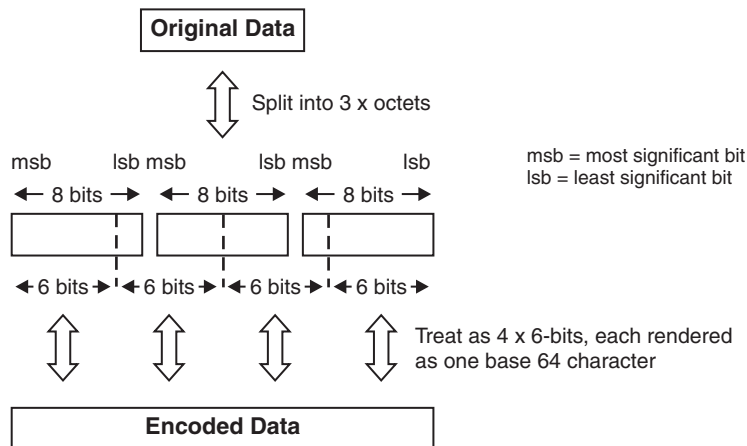 Original Data
Split into 3 x octets
msb lsb msb lsb msb lsb
msb = most significant bit
lsb = least significant bit
8 bits 8 bits 8 bits
6 bits 6 bits 6 bits 6 bits
Treat as 4 x 6-bits, each rendered
as one base 64 character
Encoded Data